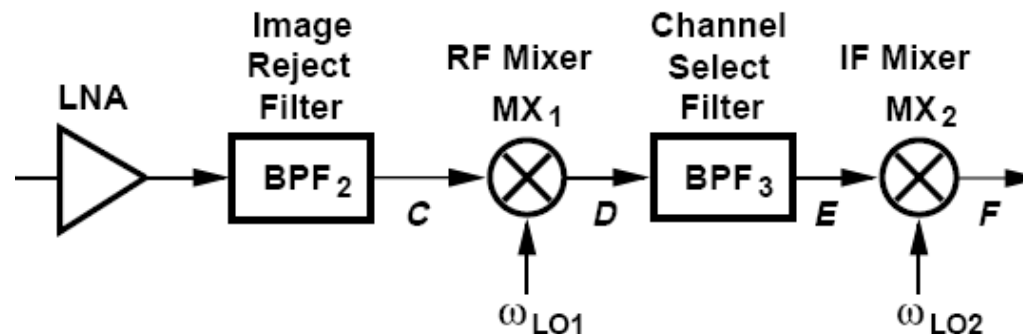 Image
Reject
Filter
LNA
RF Mixer
MX1
Channel
Select
Filter
IF Mixer
MX2
BPF2
C
D
BPF3
E
F
ωLO1
ωLO2